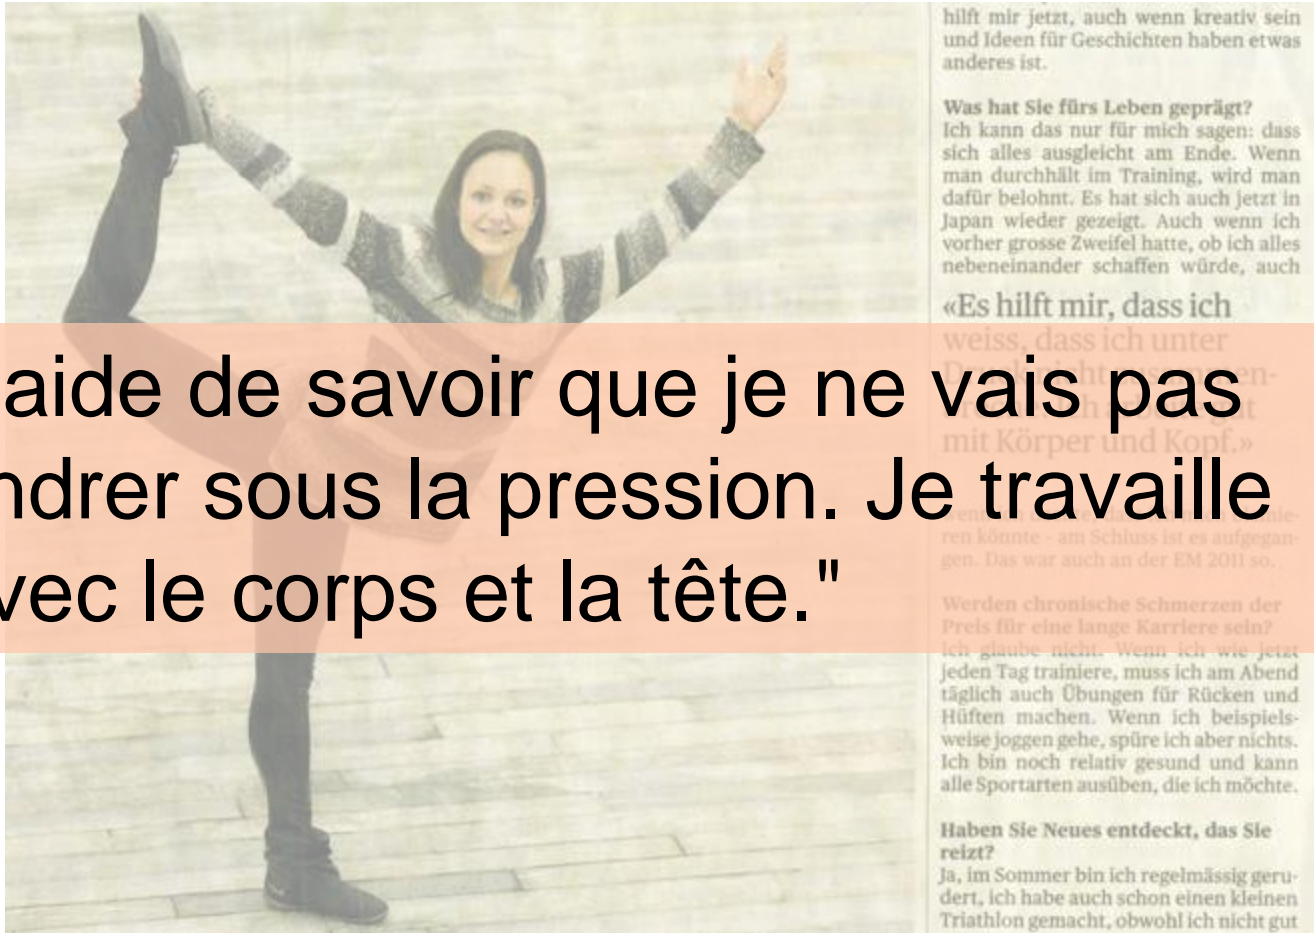 hilft mir jetzt, auch wenn kreativ sein
und Ideen für Geschichten haben etwas
anderes ist.
Was hat Sie fürs Leben geprägt?
Ich kann das nur für mich sagen: dass
sich alles ausgleicht am Ende. Wenn
man durchhält im Training, wird man
dafür belohnt. Es hat sich auch jetzt in
Japan wieder gezeigt. Auch wenn ich
vorher grosse Zweifel hatte, ob ich alles
nebeneinander schaffen würde, auch
«Es hilft mir, dass ich
weiss, dass ich unter
mit Körper und Kopf.»
aide de savoir que je ne vais pas
ndrer sous la pression. Je travaille
vec le corps et la tête."
ren könnte – am Schluss ist es aufgegan-
gen. Das war auch an der EM 2011 so.
Werden chronische Schmerzen der
Preis für eine lange Karriere sein?
Ich glaube nicht. Wenn ich wie jetzt
jeden Tag trainiere, muss ich am Abend
täglich auch Übungen für Rücken und
Hüften machen. Wenn ich beispiels-
weise joggen gehe, spüre ich aber nichts.
Ich bin noch relativ gesund und kann
alle Sportarten ausüben, die ich möchte.
Haben Sie Neues entdeckt, das Sie
reizt?
Ja, im Sommer bin ich regelmässig geru-
dert, ich habe auch schon einen kleinen
Triathlon gemacht, obwohl ich nicht gut